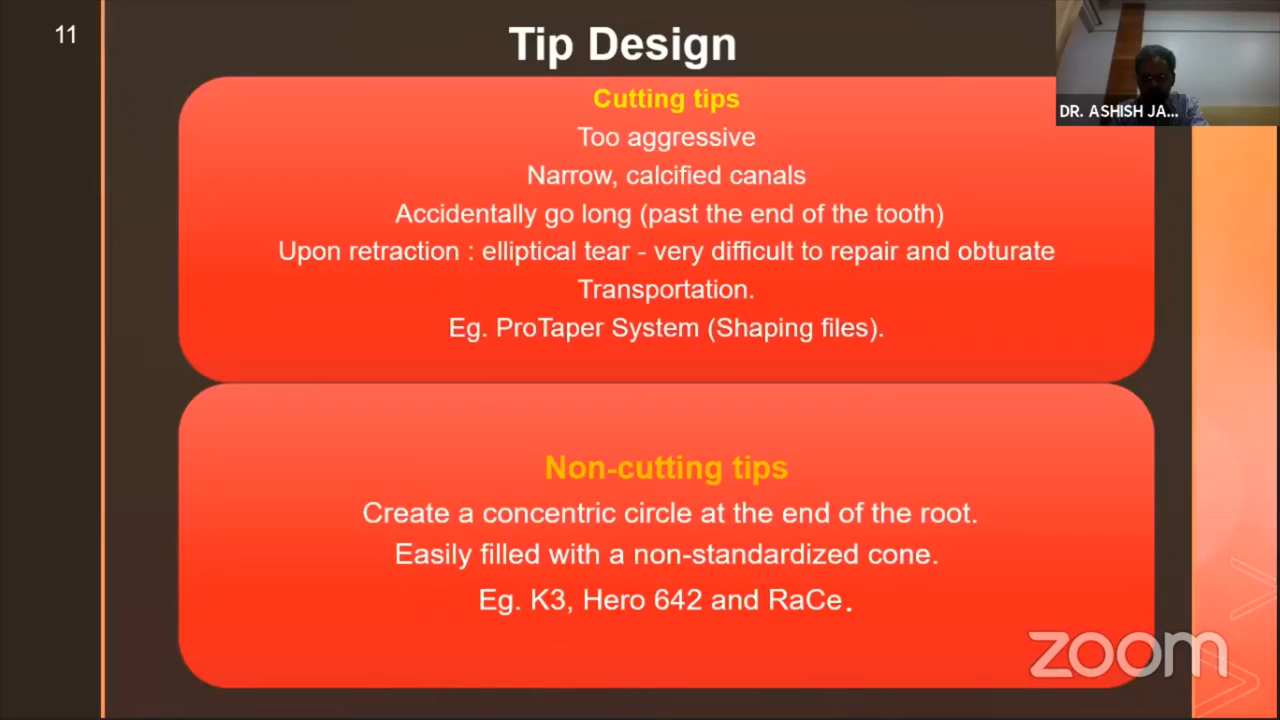 11
Tip Design
Cutting tips
Too aggressive
Narrow, calcified canals
Accidentally go long (past the end of the tooth)
Upon retraction : elliptical tear - very difficult to repair and obturate
Transportation.
Eg. ProTaper System (Shaping files).
Non-cutting tips
Create a concentric circle at the end of the root.
Easily filled with a non-standardized cone.
Eg. K3, Hero 642 and RaCe.
DR. ASHISH JA...
zoom